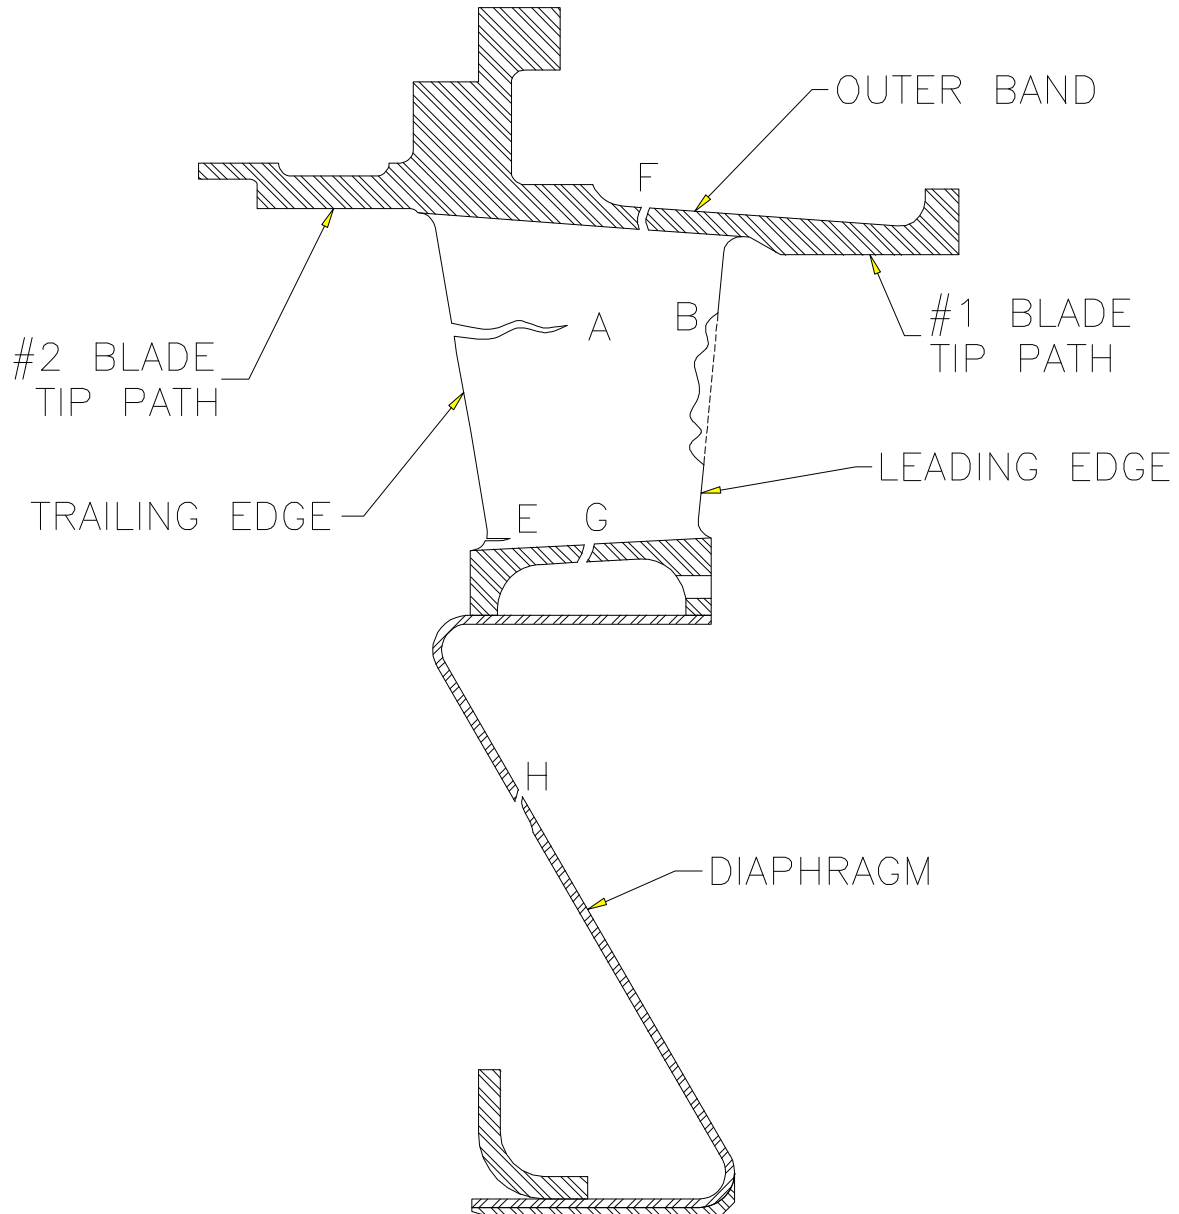 OUTER BAND
F
#1 BLADE
TIP PATH
B
A
#2 BLADE
TIP PATH
LEADING EDGE
TRAILING EDGE
E
G
H
DIAPHRAGM